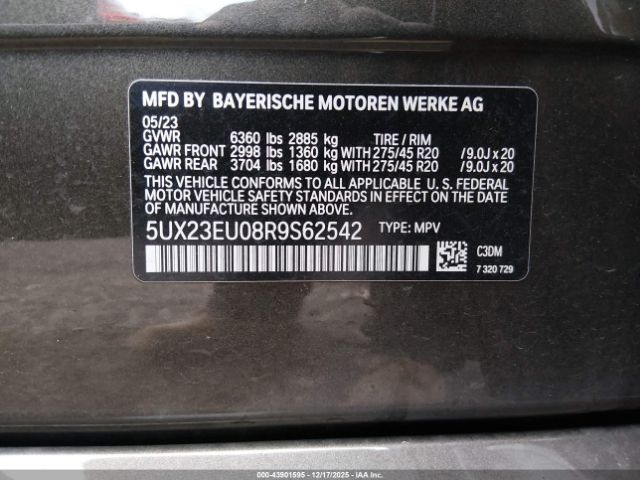 MFD BY BAYERISCHE MOTOREN WERKE AG
05/23
GVWR 6360 lbs 2885 kg TIRE / RIM
GAWR FRONT 2998 lbs 1360 kg WITH 275/45 R20 /9.0J x 20
GAWR REAR 3704 lbs 1680 kg WITH 275/45 R20 /9.0J x 20
THIS VEHICLE CONFORMS TO ALL APPLICABLE U. S. FEDERAL
MOTOR VEHICLE SAFETY STANDARDS IN EFFECT ON THE
DATE OF MANUFACTURE SHOWN ABOVE.
5UX23EU08R9S62542 TYPE: MPV
C3DM
7 320 729
000-43901595 - 12/17/2025 - IAAI.COM